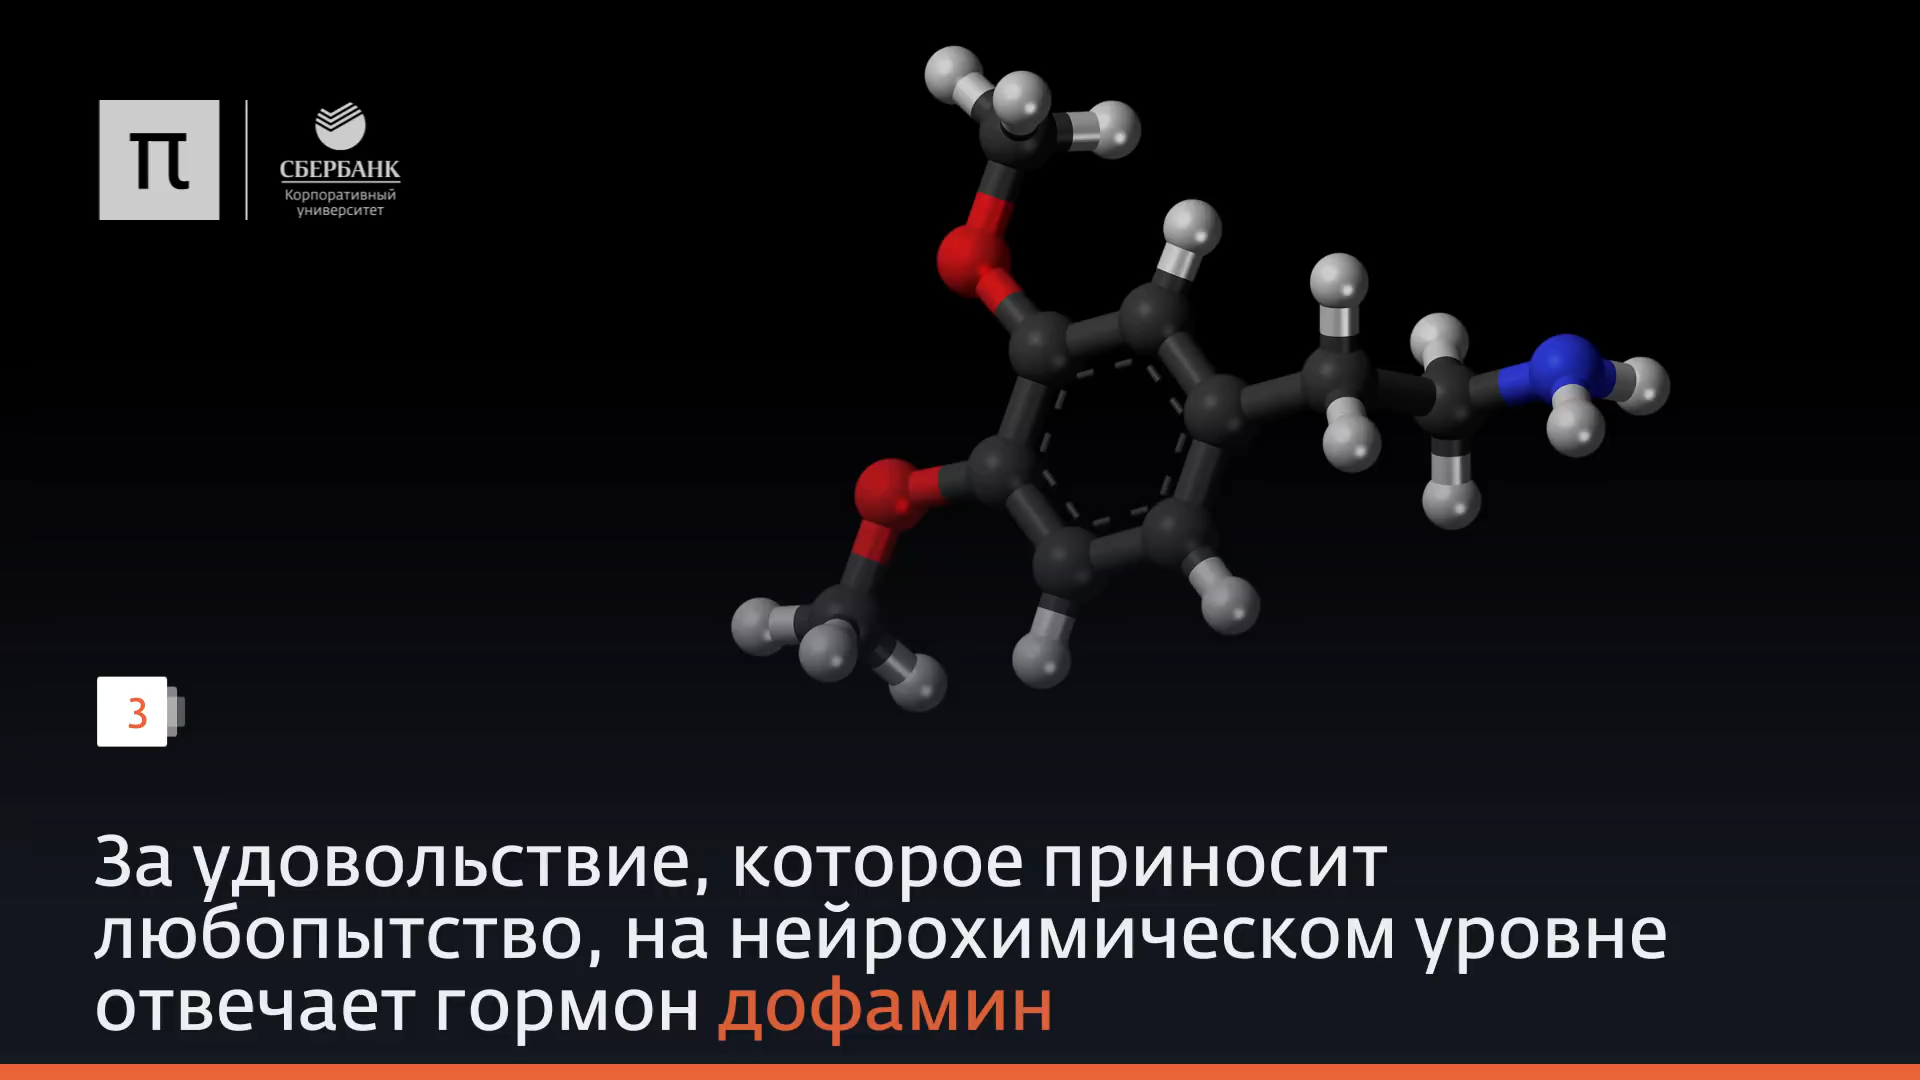 π
СБЕРБАНК
Корпоративный
университет
3
За удовольствие, которое приносит
любопытство, на нейрохимическом уровне
отвечает гормон дофамин